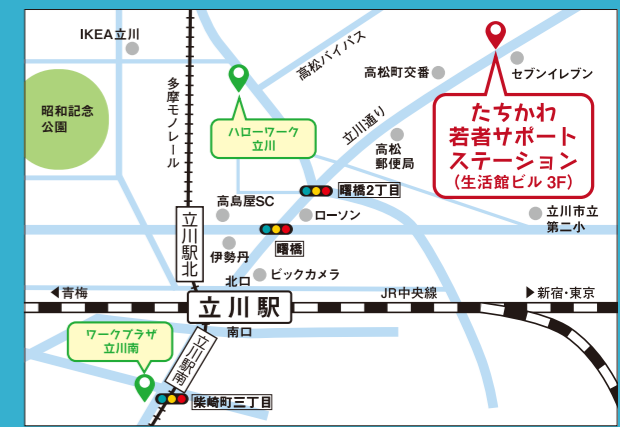 IKEA立川
高松バイパス
高松町交番
セブンイレブン
昭和記念
公園
多摩モノレール
ハローワーク
立川
立川通り
高松
郵便局
たちかわ
若者サポート
ステーション
(生活館ビル 3F)
曙橋2丁目
高島屋SC
ローソン
立川市立
第二小
立川駅北
曙橋
伊勢丹
北口
ビックカメラ
青梅
立川駅
JR中央線
新宿・東京
ワークプラザ
立川南
南口
立川駅南
柴崎町三丁目